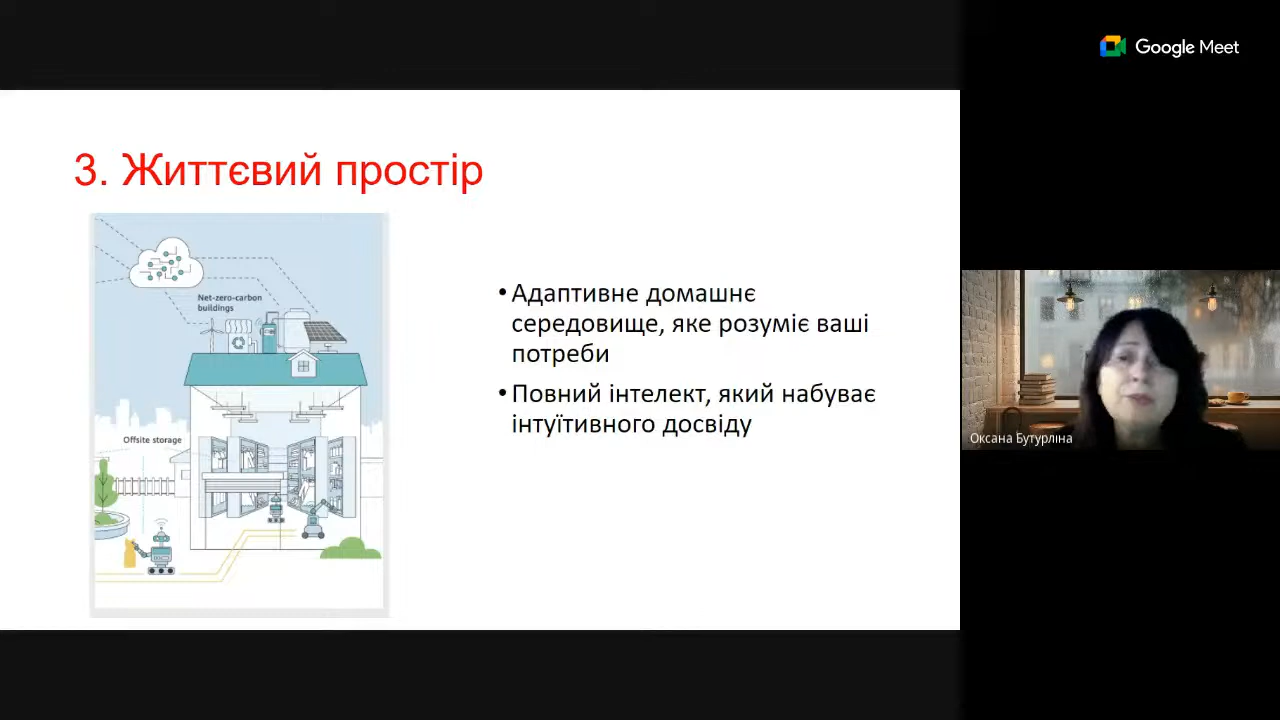 Google Meet
3. Життєвий простір
Net-zero-carbon
buildings
Offsite storage
• Адаптивне домашнє
середовище, яке розуміє ваші
потреби
• Повний інтелект, який набуває
інтуїтивного досвіду
Оксана Бутурліна